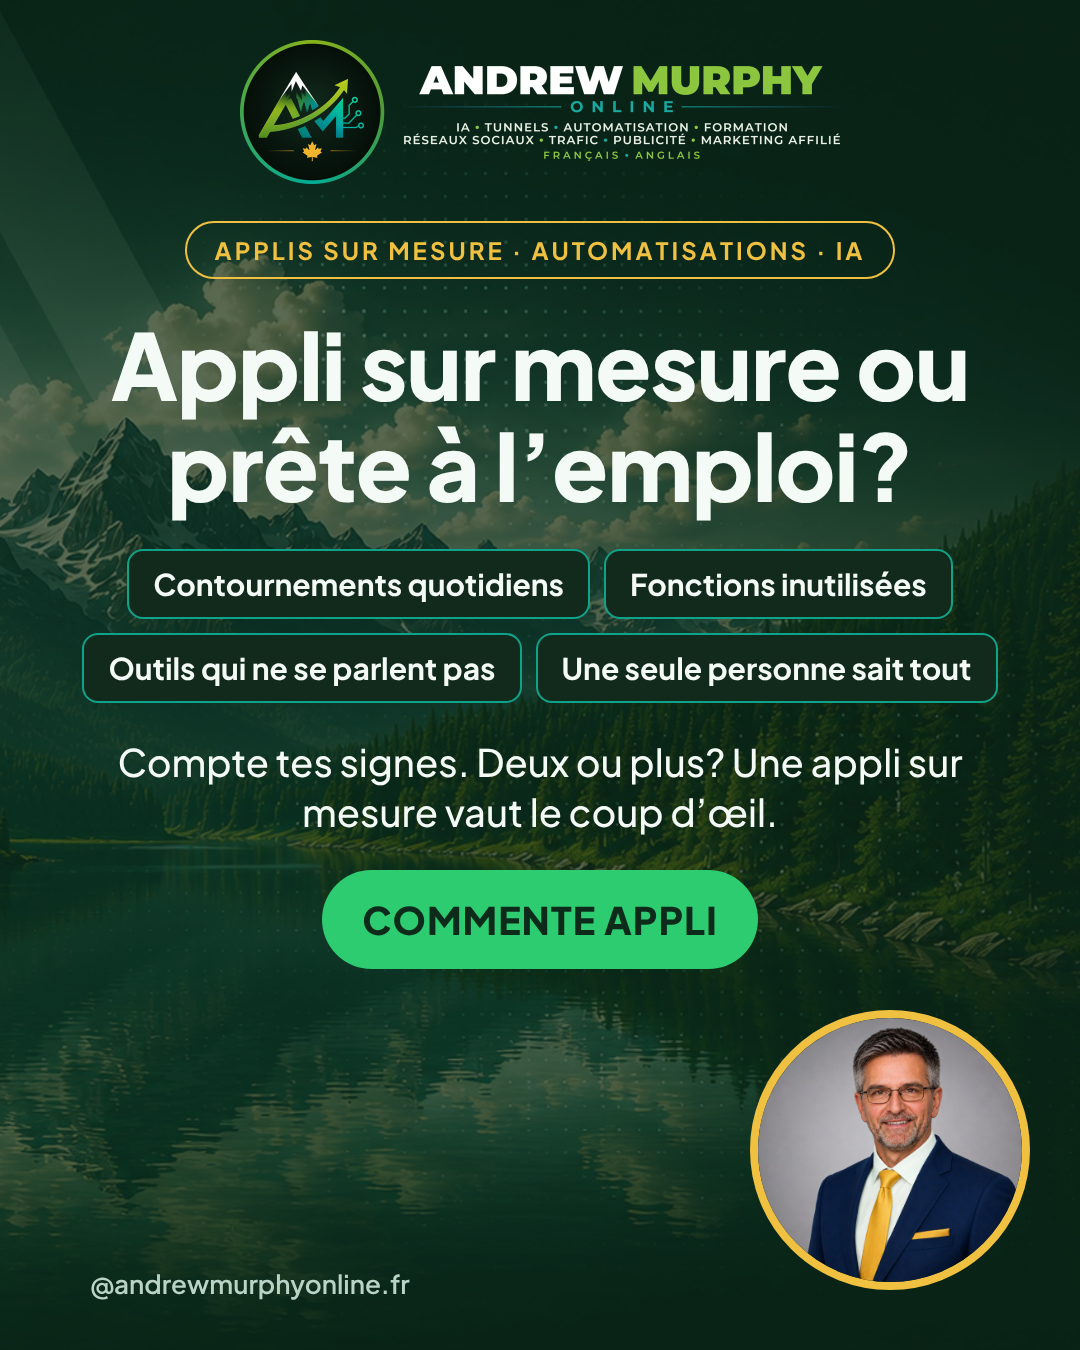 ANDREW MURPHY
ONLINE
IA • TUNNELS • AUTOMATISATION • FORMATION
RÉSEAUX SOCIAUX • TRAFIC • PUBLICITÉ • MARKETING AFFILIÉ
FRANÇAIS • ANGLAIS
APPLIS SUR MESURE · AUTOMATISATIONS · IA
Appli sur mesure ou
prête à l’emploi?
Contournements quotidiens
Fonctions inutilisées
Outils qui ne se parlent pas
Une seule personne sait tout
Compte tes signes. Deux ou plus? Une appli sur
mesure vaut le coup d’œil.
COMMENTE APPLI
@andrewmurphyonline.fr